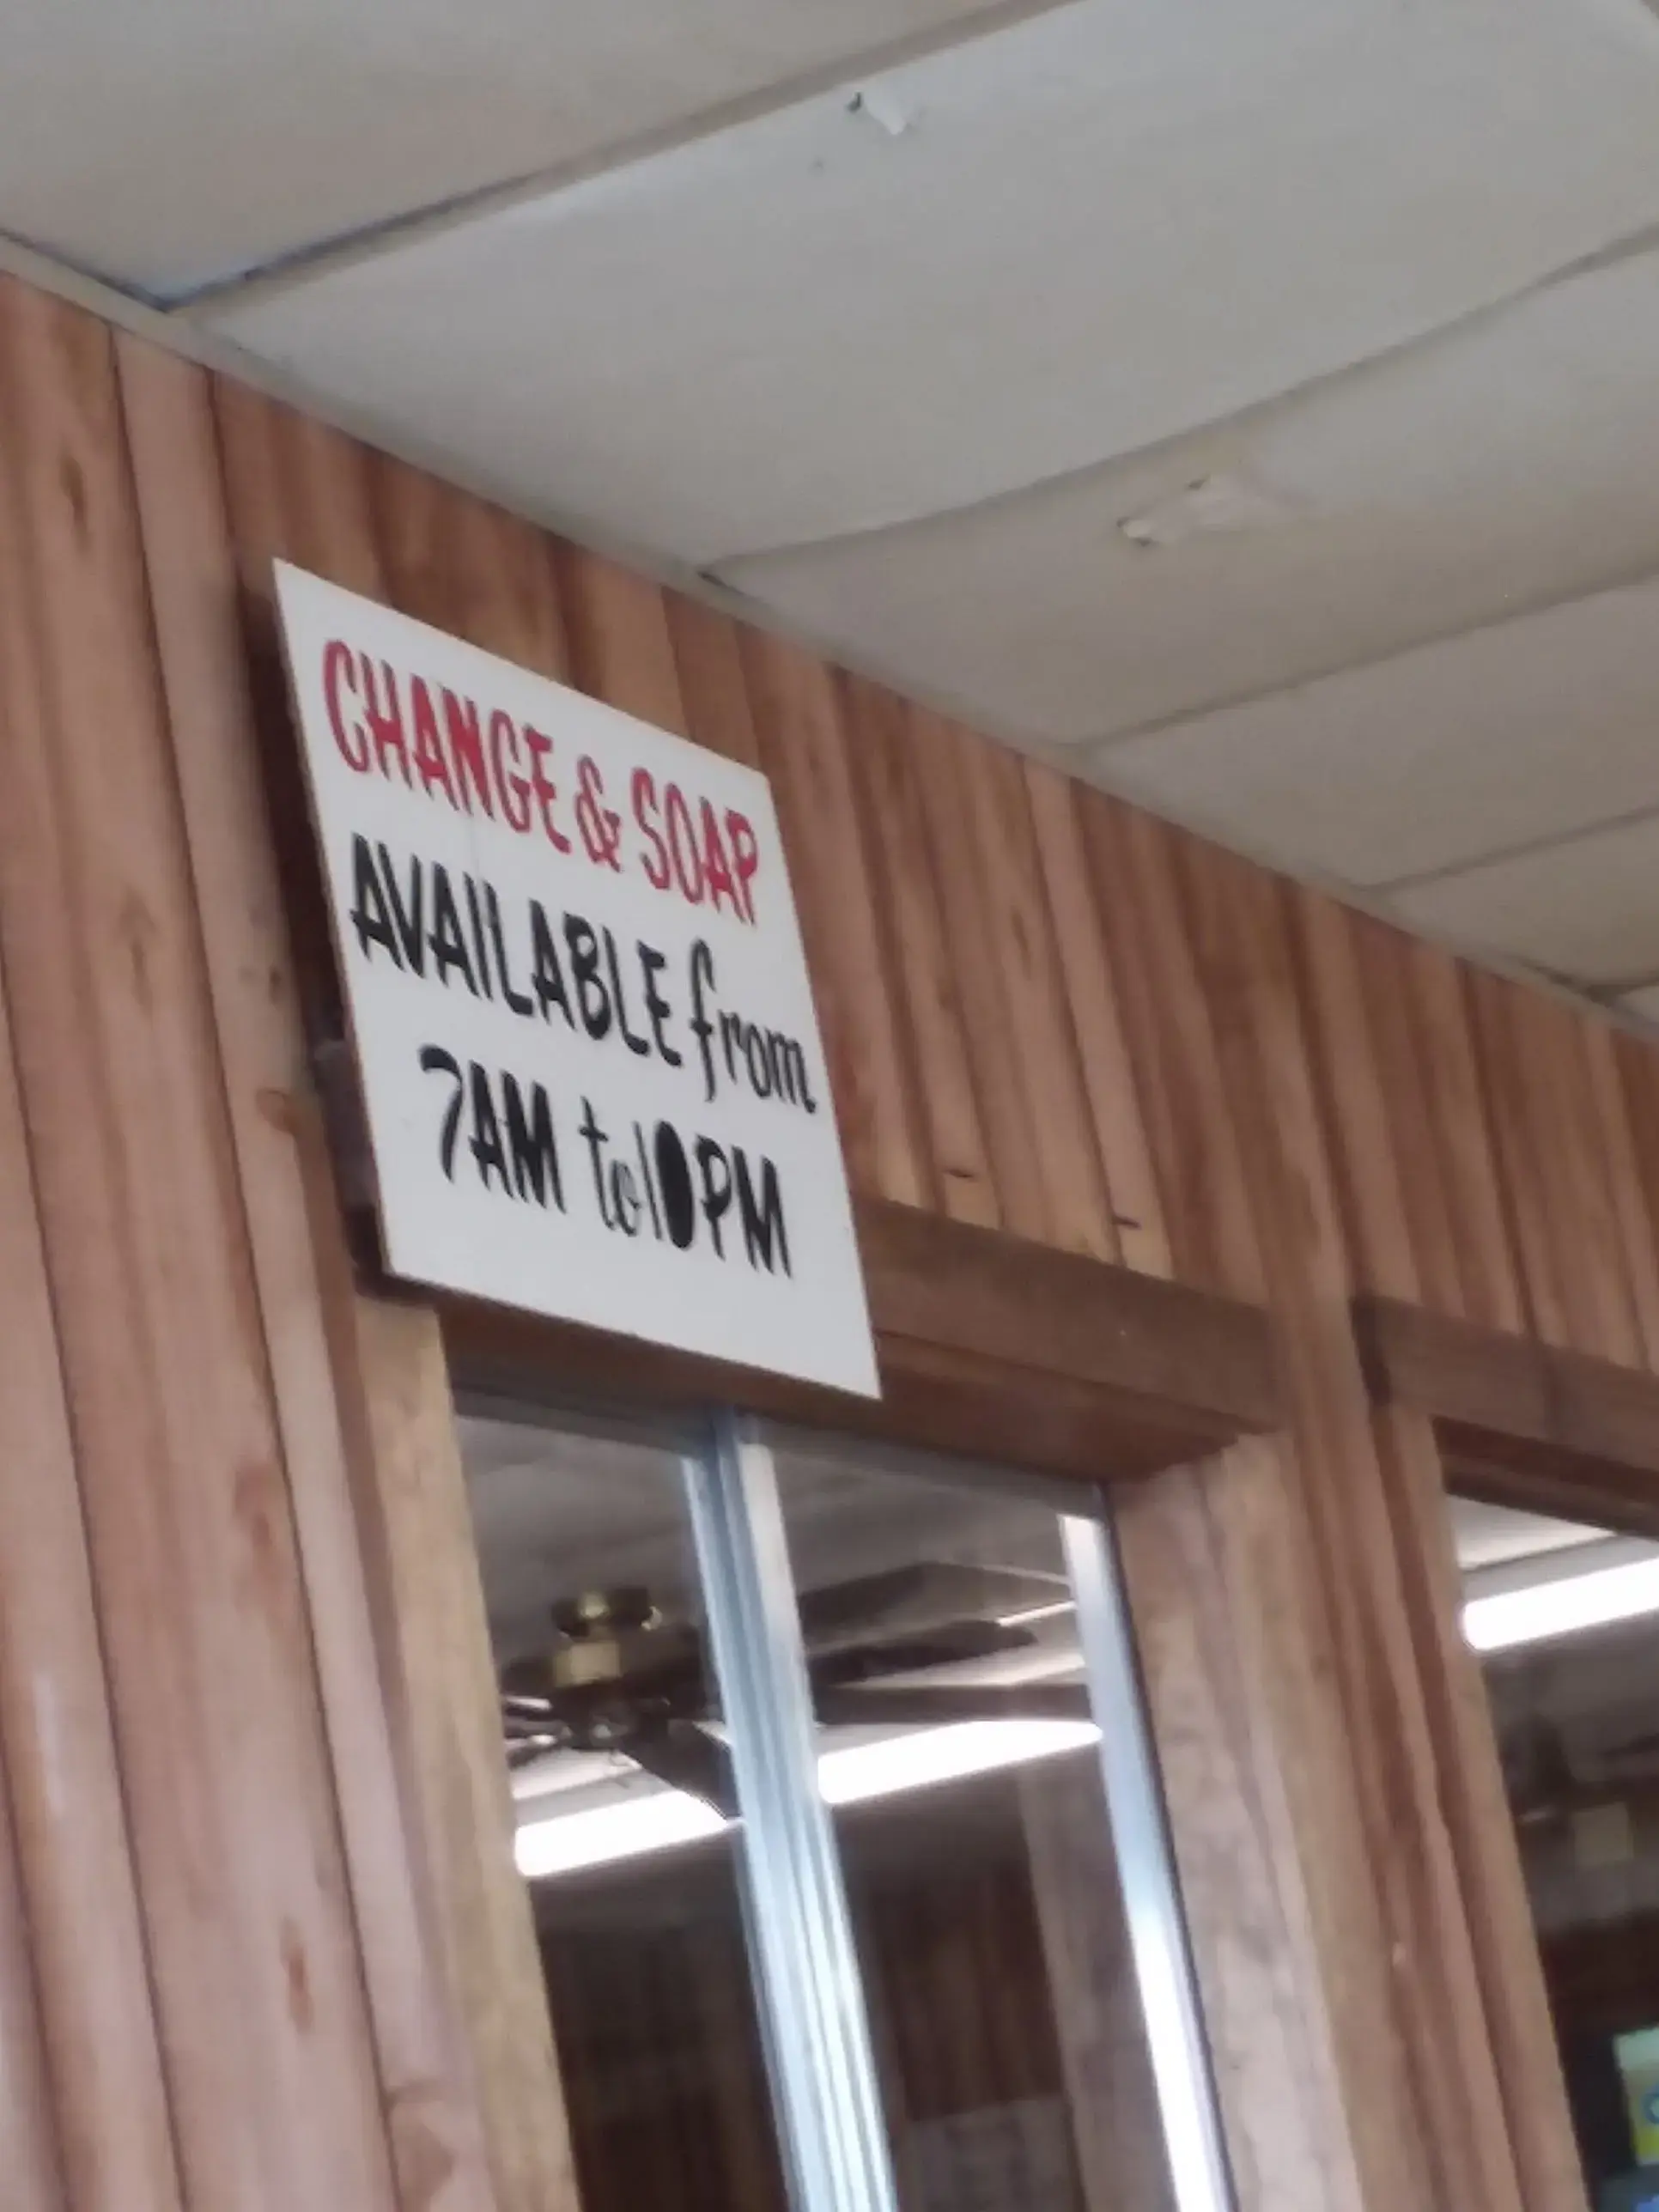 CHANGE & SOAP
AVAILABLE from
7AM to 10PM